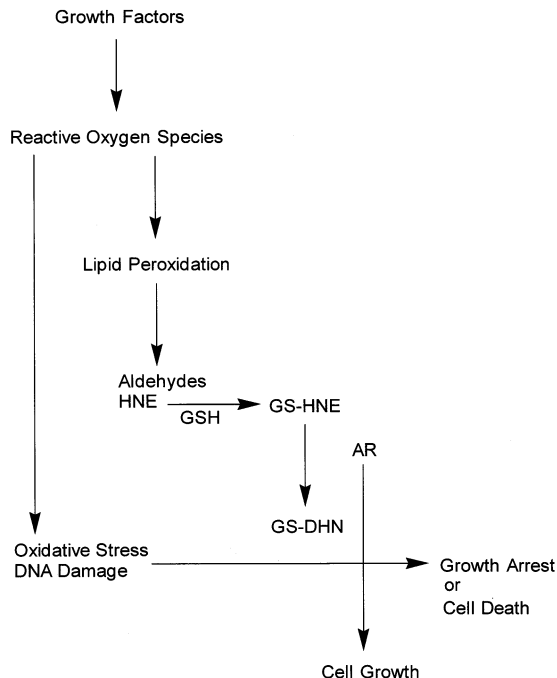 Growth Factors
Reactive Oxygen Species
Lipid Peroxidation
Aldehydes
HNE
GSH
GS-HNE
AR
GS-DHN
Oxidative Stress
DNA Damage
Growth Arrest
or
Cell Death
Cell Growth